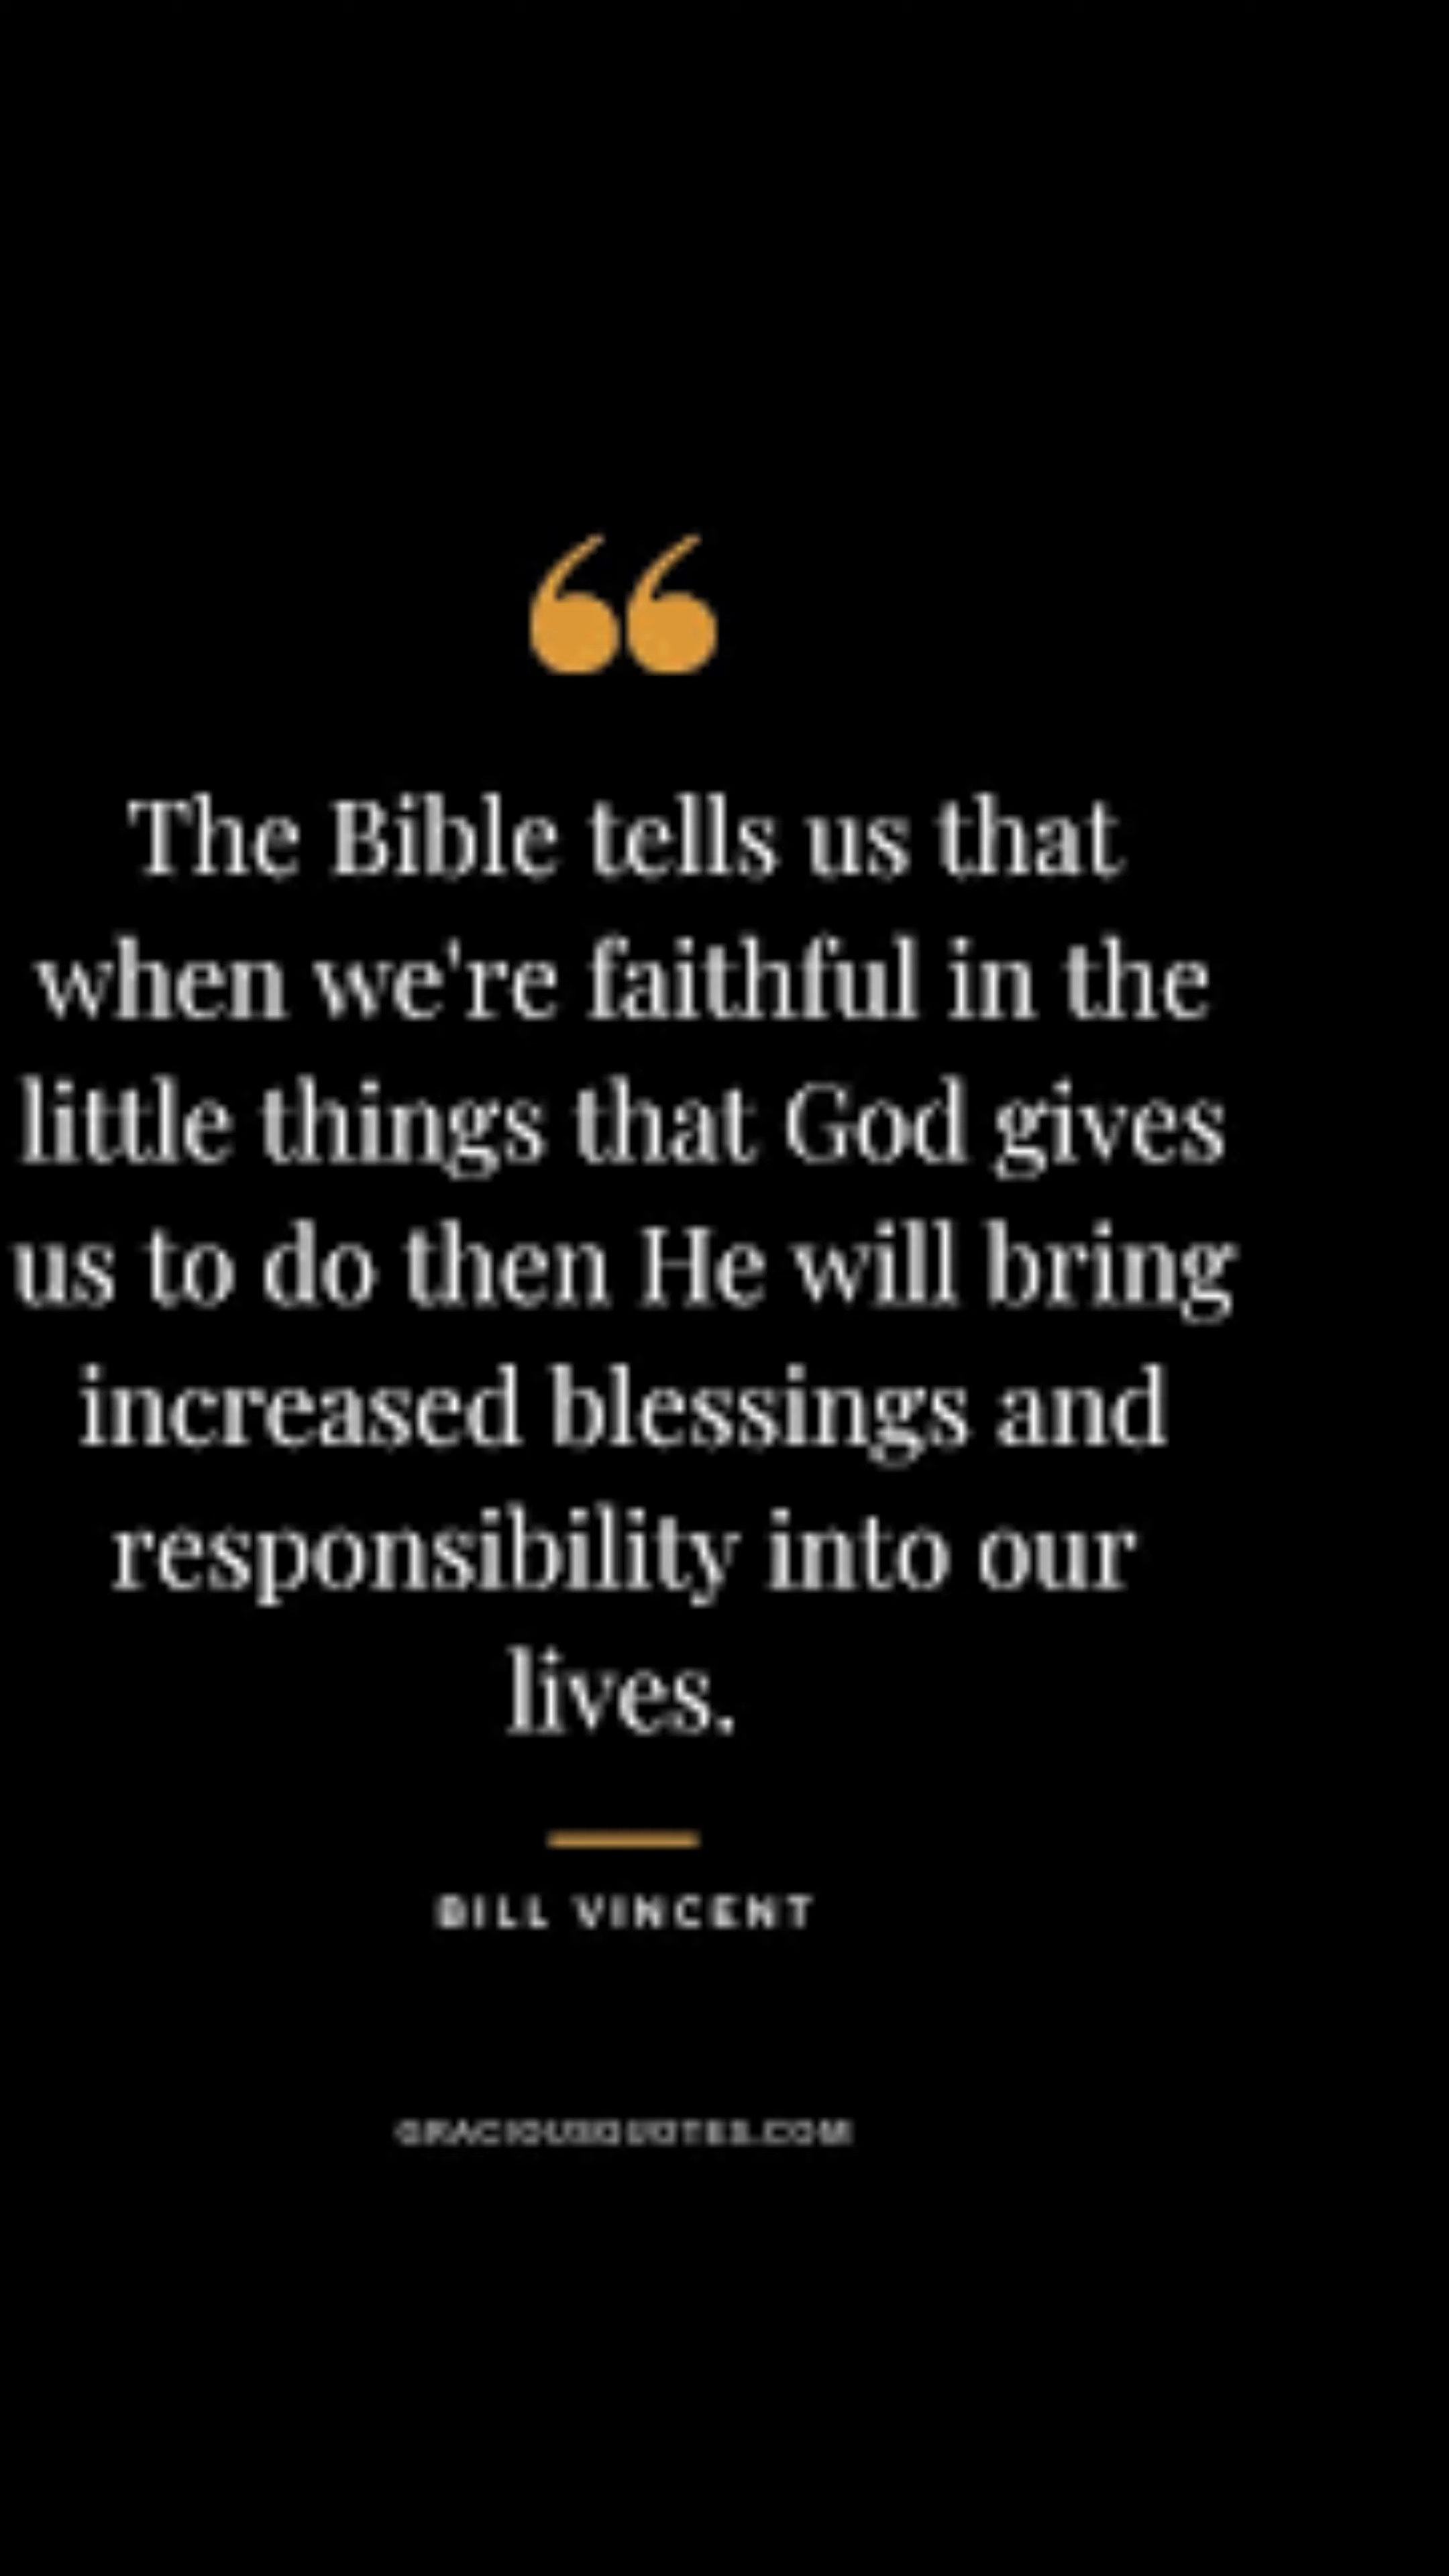 The Bible tells us that
when we're faithful in the
little things that God gives
us to do then He will bring
increased blessings and
responsibility into our
lives.
BILL VINCENT
GRACIOUSQUOTES.COM